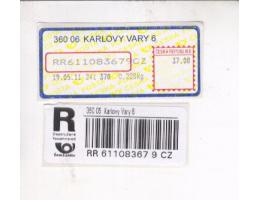 360 06 KARLOVY VARY 6
ČESKÁ REPUBLIKA
RR611083679CZ
37.00
19.05.11 241 370 0.228Kg
R
360 06 Karlovy Vary 6
RR 61108367 9 CZ